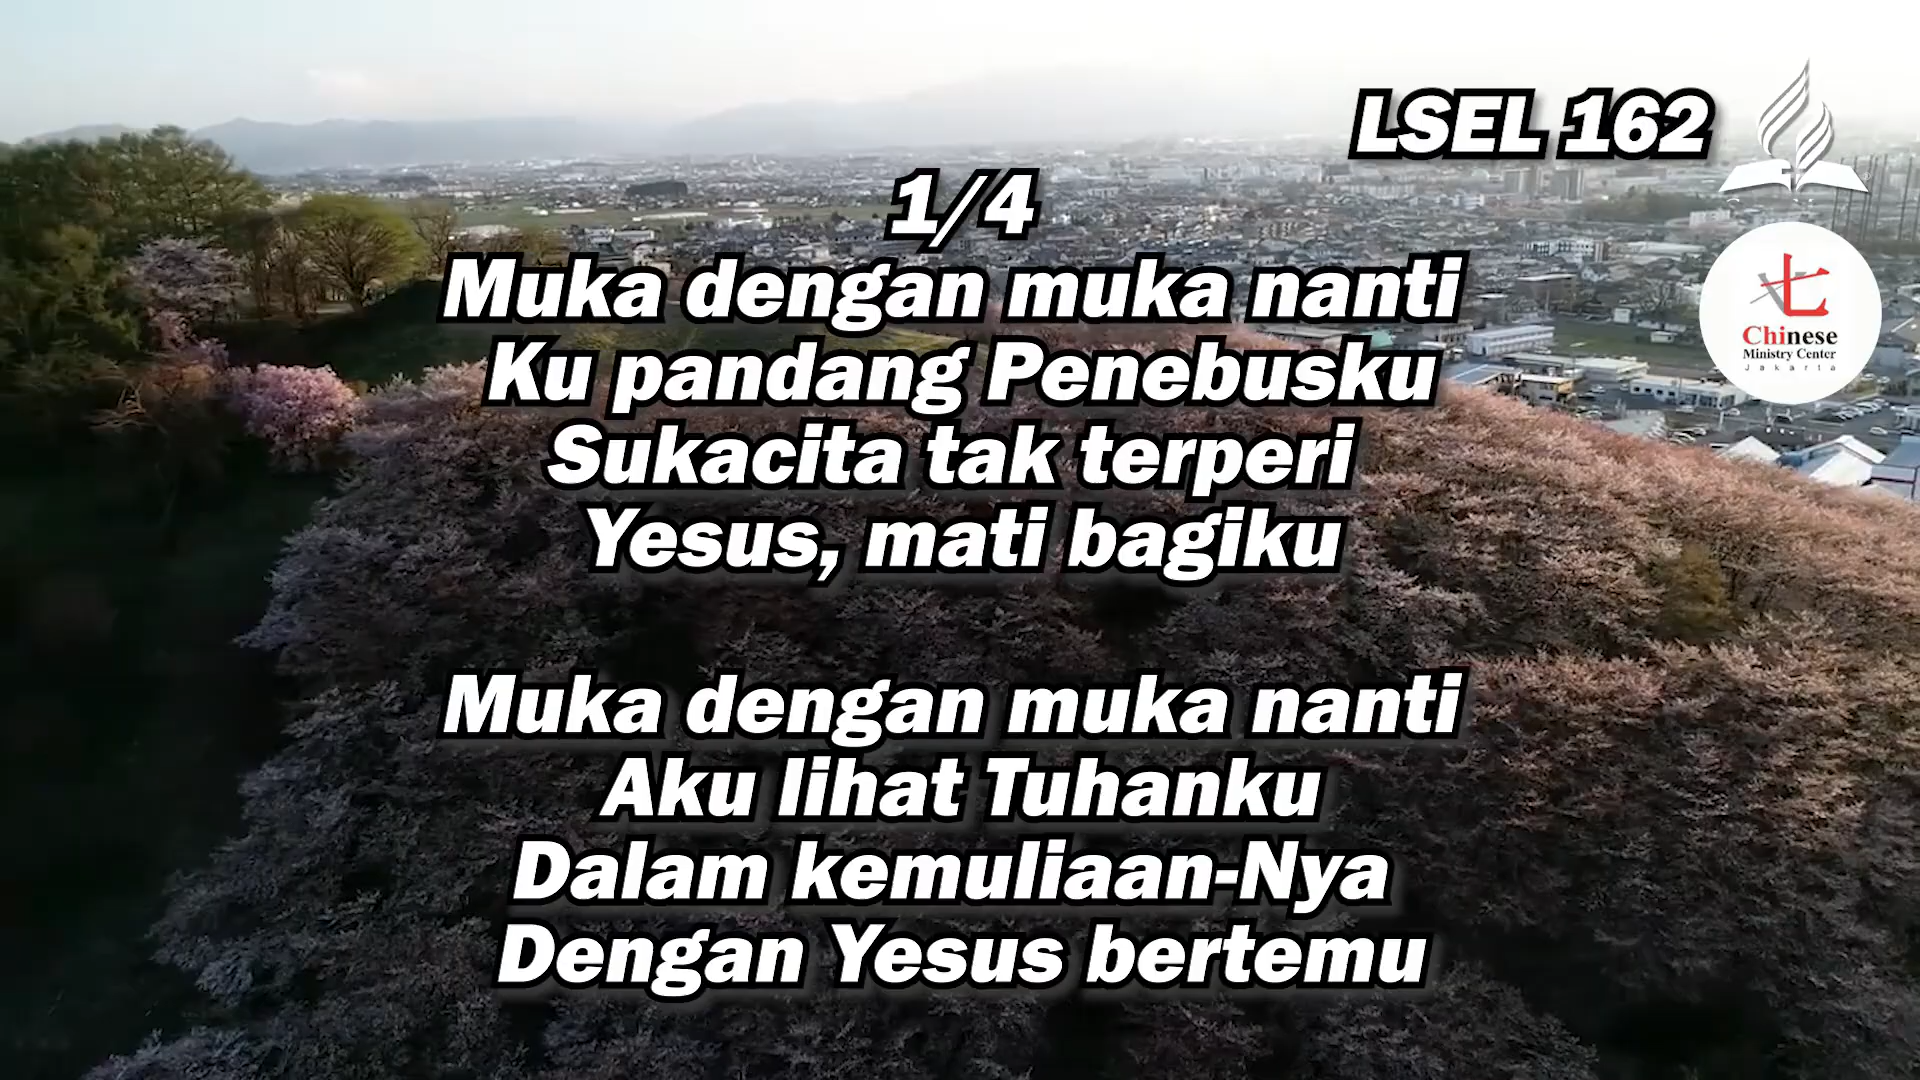 LSEL 162
1/4
Muka dengan muka nanti
Ku pandang Penebusku
Sukacita tak terperi
Yesus, mati bagiku
Muka dengan muka nanti
Aku lihat Tuhanku
Dalam kemuliaan-Nya
Dengan Yesus bertemu
七
Chinese
Ministry Center
Jakarta